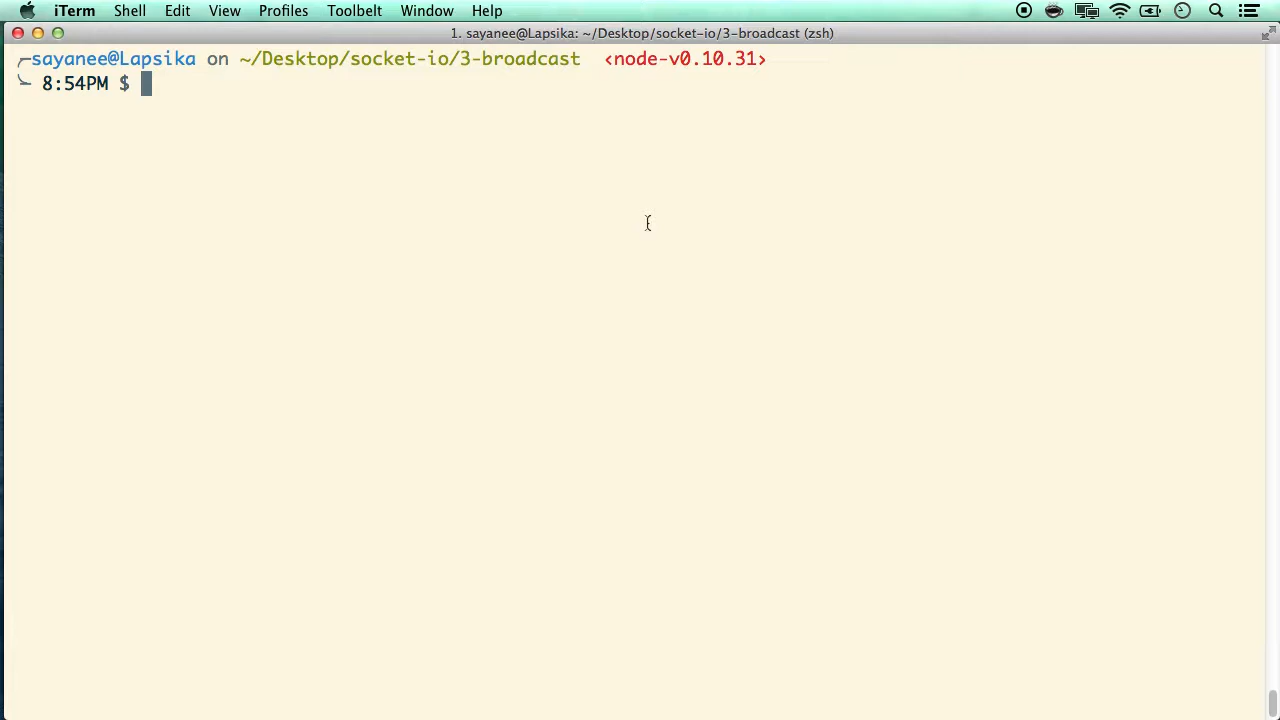 iTerm Shell Edit View Profiles Toolbelt Window Help
1. sayanee@Lapsika: ~/Desktop/socket-io/3-broadcast (zsh)
sayanee@Lapsika on ~/Desktop/socket-io/3-broadcast ‹node-v0.10.31›
8:54PM $